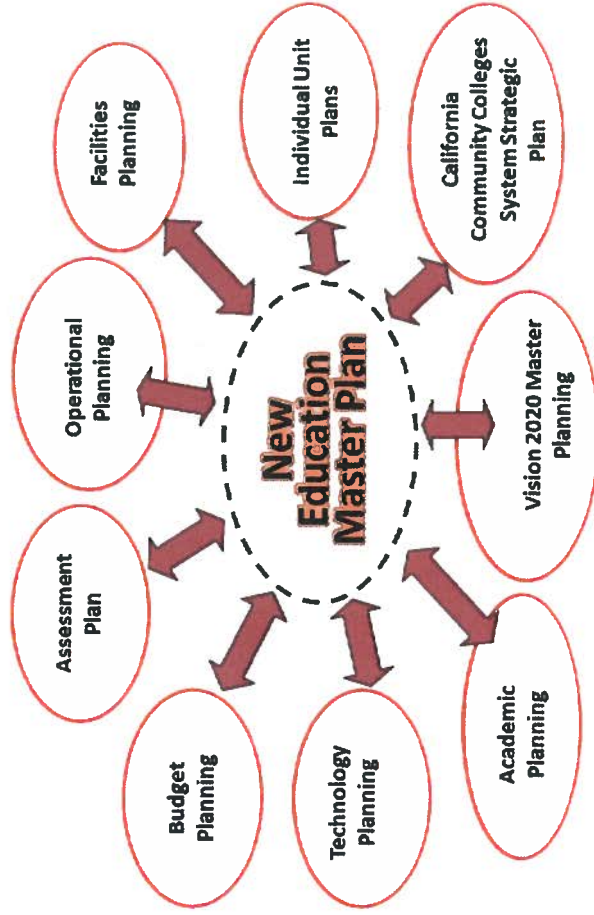 Assessment
Plan
Operational
Planning
Facilities
Planning
Budget
Planning
Individual Unit
Plans
New
Education
Master Plan
Technology
Planning
California
Community Colleges
System Strategic
Plan
Academic
Planning
Vision 2020 Master
Planning